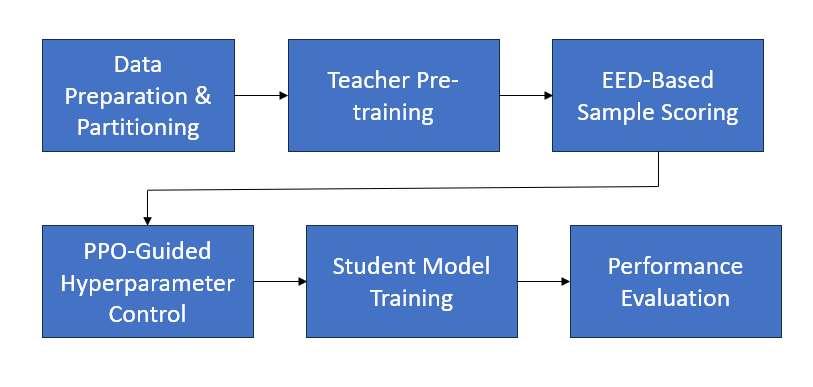 Data
Preparation &
Partitioning
Teacher Pre-
training
EED-Based
Sample Scoring
PPO-Guided
Hyperparameter
Control
Student Model
Training
Performance
Evaluation